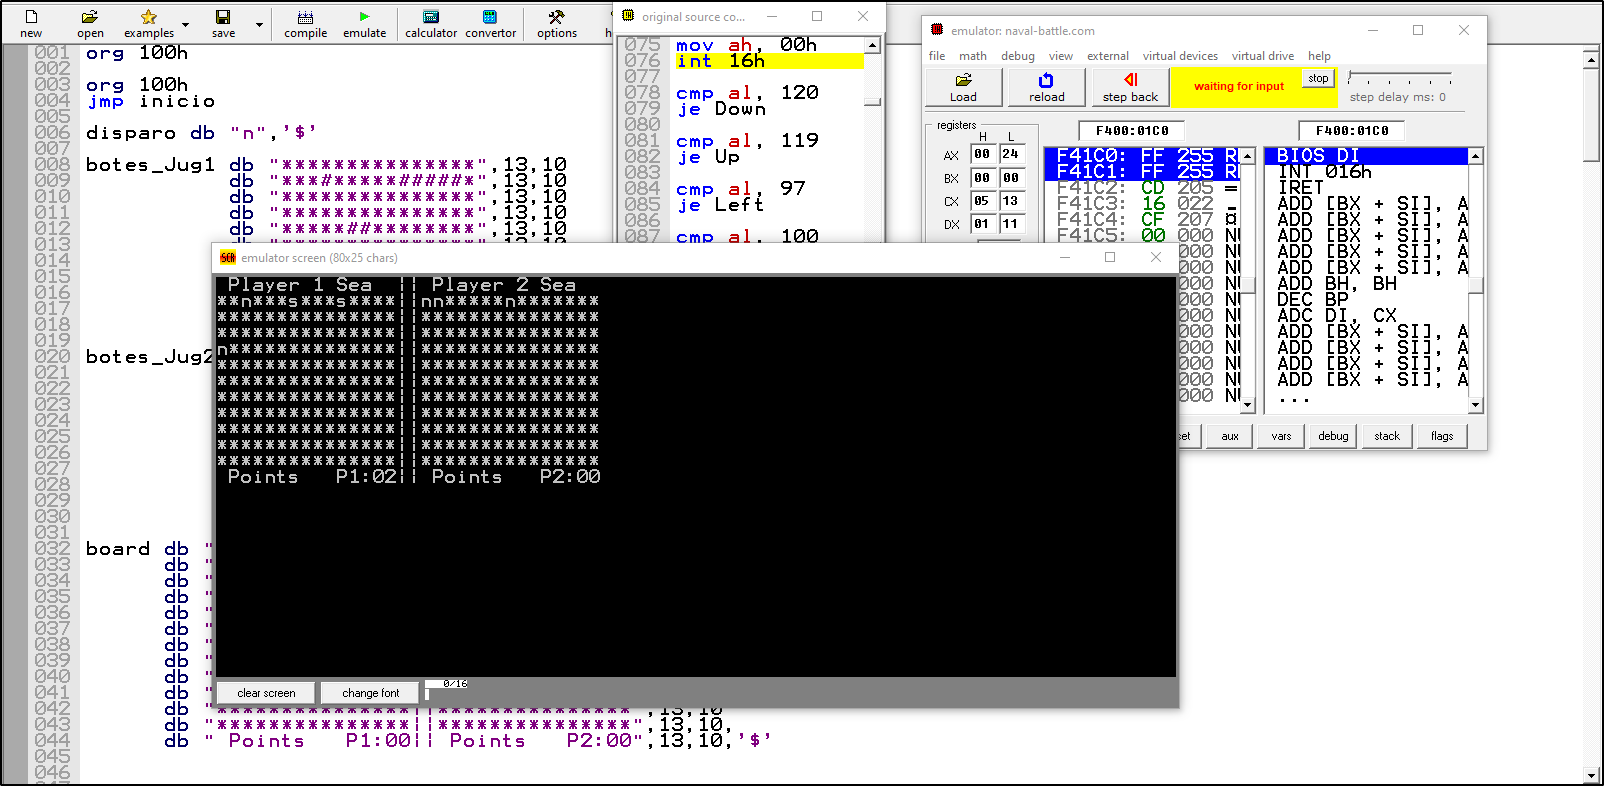 new open examples save compile emulate calculator convertor options
001 org 100h
002
003 org 100h
004 jmp inicio
005
006 disparo db "n",'$'
007
008 botes_Jug1 db "***************",13,10
009 db "***#*****#####*",13,10
010 db "***************",13,10
011 db "***************",13,10
012 db "*****##********",13,10
013
014
015
016
017
018
019
020 botes_Jug2
021
022
023
024
025
026
027
028
029
030
031
032 board db "
033 db "
034 db "
035 db "
036 db "
037 db "
038 db "
039 db "
040 db "
041 db "
042 db "***************||***************",13,10
043 db "***************||***************",13,10,
044 db " Points P1:00|| Points P2:00",13,10,'$'
045
046
original source co...
075 mov ah, 00h
076 int 16h
077
078 cmp al, 120
079 je Down
080
081 cmp al, 119
082 je Up
083
084 cmp al, 97
085 je Left
086
087 cmp al, 100
emulator: naval-battle.com
file math debug view external virtual devices virtual drive help
Load reload step back waiting for input stop step delay ms: 0
registers
F400:01C0 F400:01C0
H L
AX 00 24
BX 00 00
CX 05 13
DX 01 11
F41C0: FF 255 R
F41C1: FF 255 R
F41C2: CD 205 =
F41C3: 16 022
F41C4: CF 207
F41C5: 00 000
BIOS DI
INT 016h
IRET
ADD [BX + SI], A
ADD [BX + SI], A
ADD [BX + SI], A
ADD [BX + SI], A
ADD [BX + SI], A
ADD BH, BH
DEC BP
ADC DI, CX
ADD [BX + SI], A
ADD [BX + SI], A
ADD [BX + SI], A
ADD [BX + SI], A
...
aux vars debug stack flags
emulator screen (80x25 chars)
Player 1 Sea || Player 2 Sea
**n***s***s****||nn*****n*******
***************||***************
***************||***************
n**************||***************
***************||***************
***************||***************
***************||***************
***************||***************
***************||***************
***************||***************
***************||***************
Points P1:02|| Points P2:00
clear screen change font 0/16